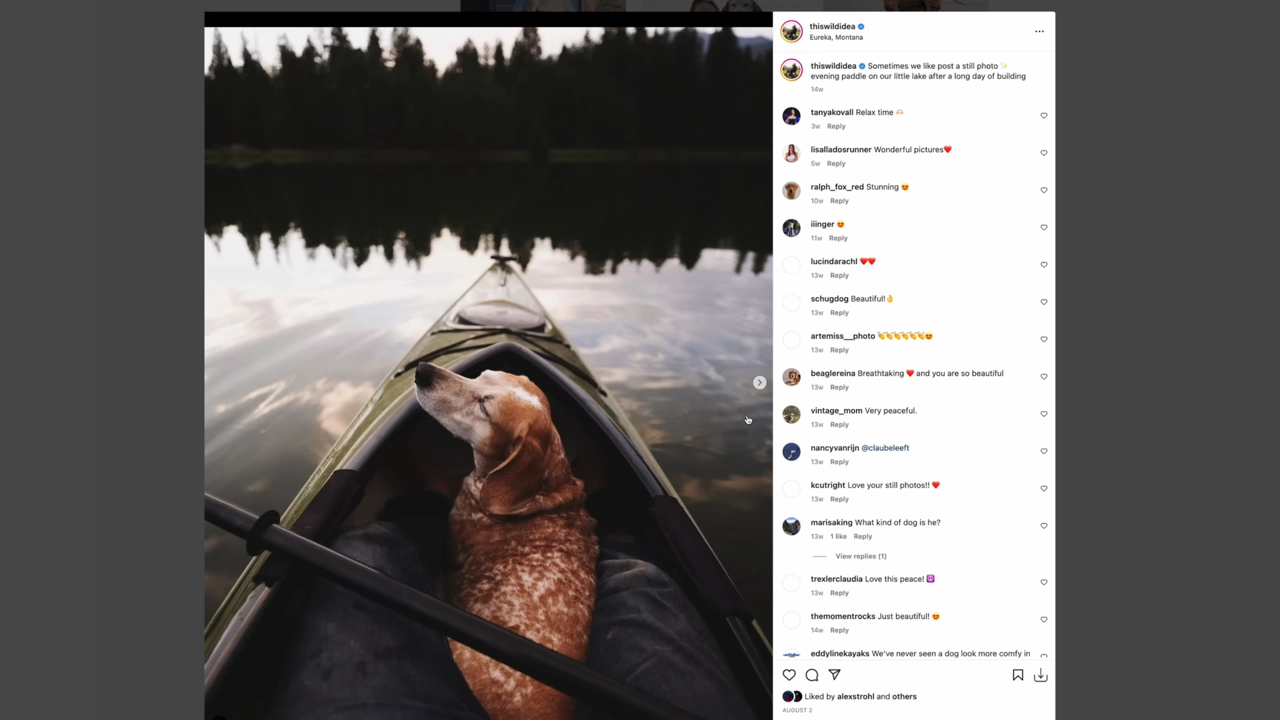 thiswildidea
Eureka, Montana
thiswildidea Sometimes we like post a still photo ✨
evening paddle on our little lake after a long day of building
14w
tanyakovall Relax time 🫶🏻
3w Reply
lisalladosrunner Wonderful pictures❤️
5w Reply
ralph_fox_red Stunning 😍
10w Reply
iiinger 😍
11w Reply
lucindarachl ❤️❤️
13w Reply
schugdog Beautiful!👌
13w Reply
artemiss__photo 👏👏👏👏👏👏😍
13w Reply
beaglereina Breathtaking ❤️ and you are so beautiful
13w Reply
vintage_mom Very peaceful.
13w Reply
nancyvanrijn @claubeleeft
13w Reply
kcutright Love your still photos!! ❤️
13w Reply
marisaking What kind of dog is he?
13w 1 like Reply
View replies (1)
trexlerclaudia Love this peace! ☮️
13w Reply
themomentrocks Just beautiful! 😍
14w Reply
eddylinekayaks We've never seen a dog look more comfy in
Liked by alexstrohl and others
AUGUST 2